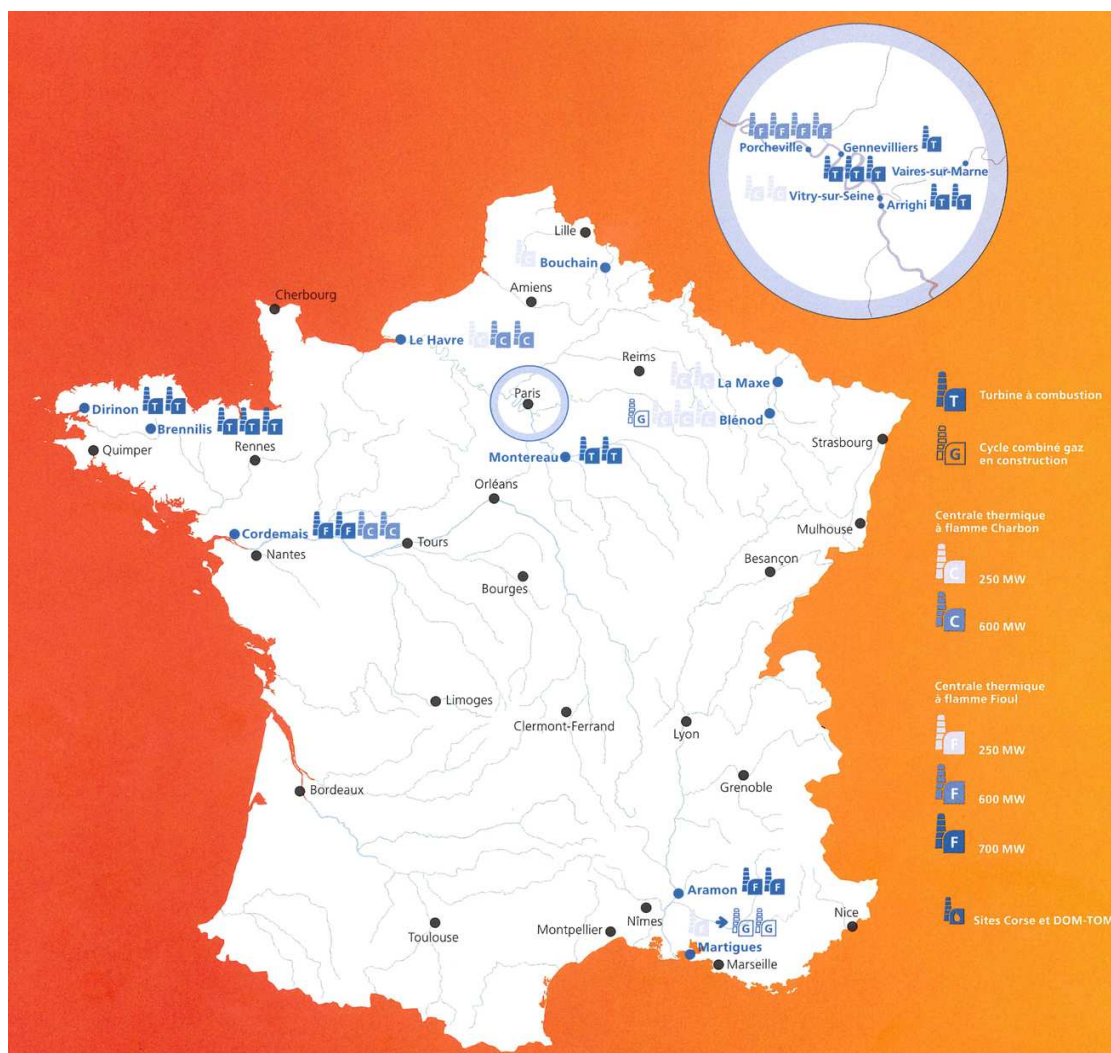 F F F F
Porcheville
Gennevilliers
T
T T T
Vaires-sur-Marne
C C
Vitry-sur-Seine
Arrighi
T T
Lille
C
Bouchain
Amiens
Cherbourg
Le Havre
C C C
Reims
C C
La Maxe
Paris
G C C C
Blénod
Dirinon
T T
Brennilis
T T T
Quimper
Rennes
Strasbourg
Montereau
T T
Orléans
Cordemais
F F C C
Nantes
Tours
Mulhouse
Besançon
Bourges
Limoges
Clermont-Ferrand
Lyon
Bordeaux
Grenoble
Aramon
F F
Nîmes
Montpellier
Toulouse
Nice
F
G G
Martigues
Marseille
T
Turbine à combustion
G
Cycle combiné gaz
en construction
Centrale thermique
à flamme Charbon
C
250 MW
C
600 MW
Centrale thermique
à flamme Fioul
F
250 MW
F
600 MW
F
700 MW
Sites Corse et DOM-TOM